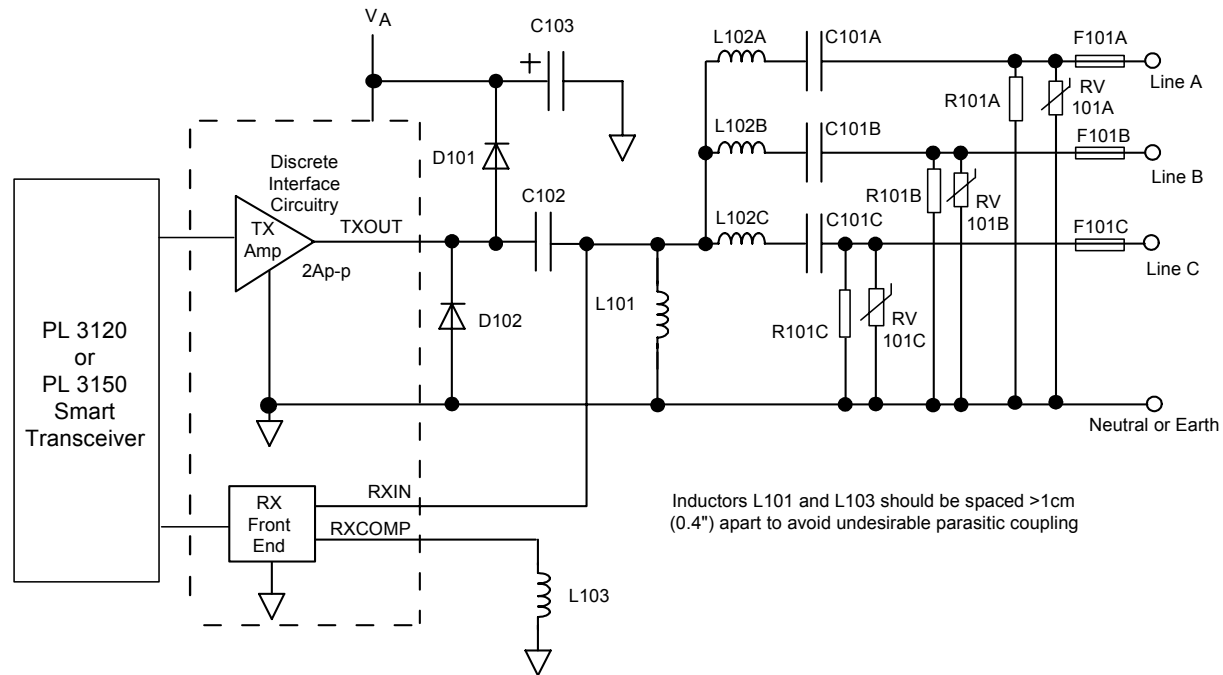 VA
C103
+
L102A
C101A
F101A
Line A
R101A
RV
101A
L102B
C101B
F101B
Line B
D101
Discrete
Interface
Circuitry
R101B
RV
101B
TX
Amp
TXOUT
2Ap-p
C102
L102C
C101C
F101C
Line C
PL 3120
or
PL 3150
Smart
Transceiver
D102
L101
R101C
RV
101C
Neutral or Earth
RX
Front
End
RXIN
RXCOMP
L103
Inductors L101 and L103 should be spaced >1cm
(0.4") apart to avoid undesirable parasitic coupling